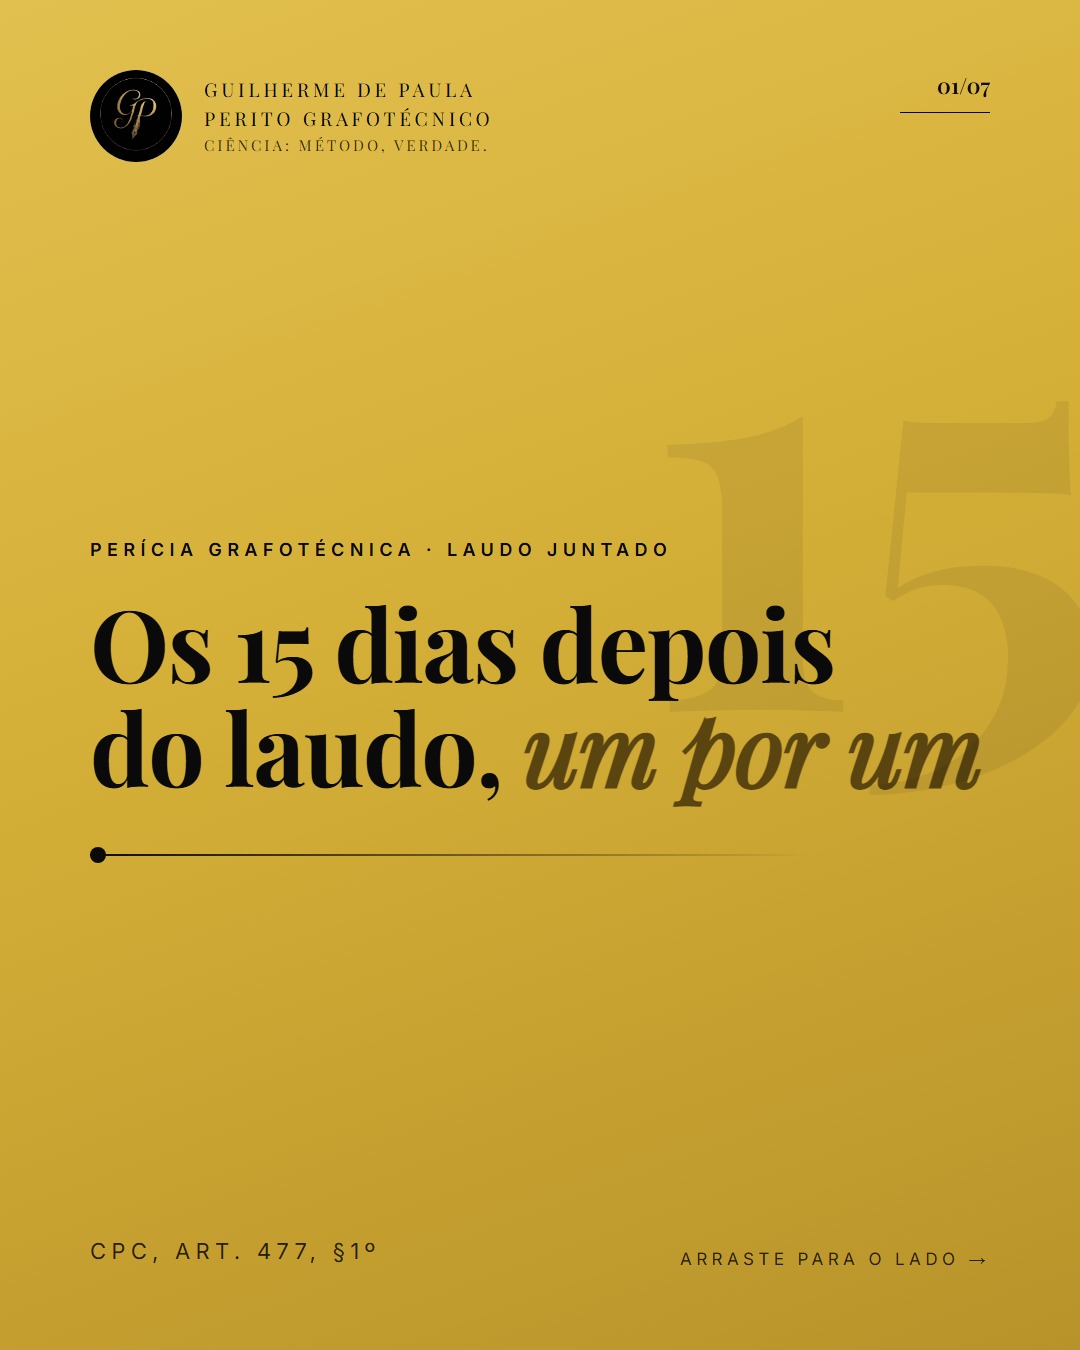 GP
GUILHERME DE PAULA
PERITO GRAFOTÉCNICO
CIÊNCIA: MÉTODO, VERDADE.
01/07
15
PERÍCIA GRAFOTÉCNICA · LAUDO JUNTADO
Os 15 dias depois
do laudo, um por um
CPC, ART. 477, §1º
ARRASTE PARA O LADO →